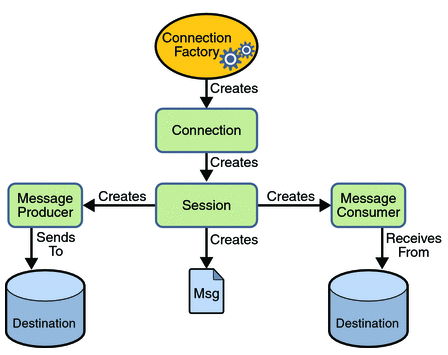 Connection
Factory
Creates
Connection
Creates
Message
Producer
Creates
Session
Creates
Message
Consumer
Sends
To
Creates
Receives
From
Msg
Destination
Destination